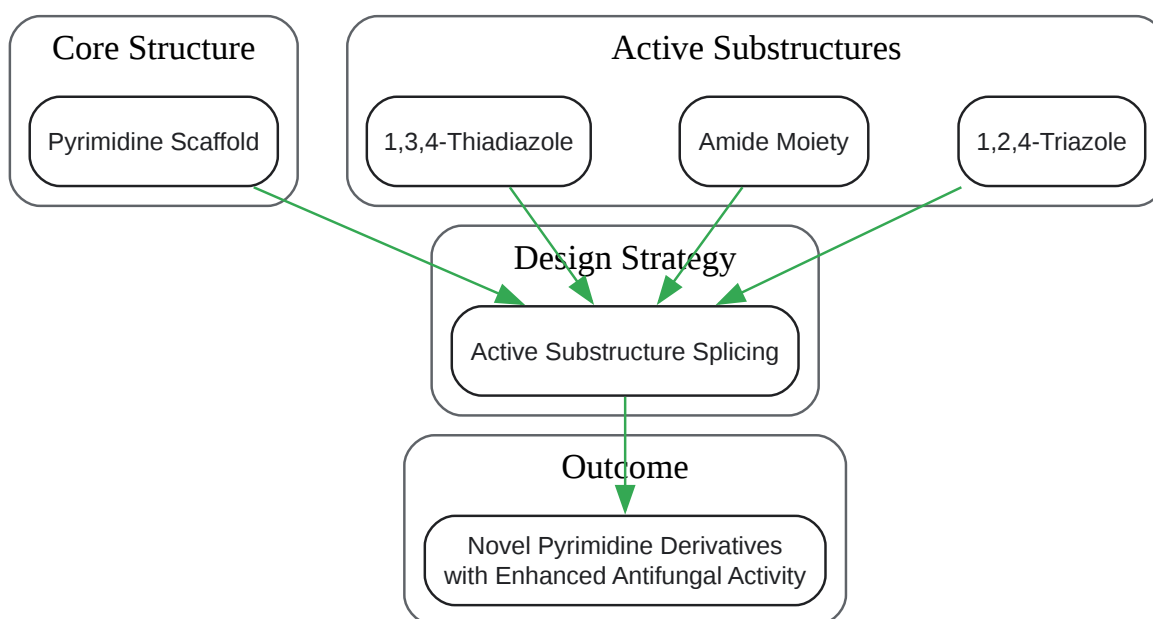 Core Structure
Active Substructures
Pyrimidine Scaffold
1,3,4-Thiadiazole
Amide Moiety
1,2,4-Triazole
Design Strategy
Active Substructure Splicing
Outcome
Novel Pyrimidine Derivatives
with Enhanced Antifungal Activity